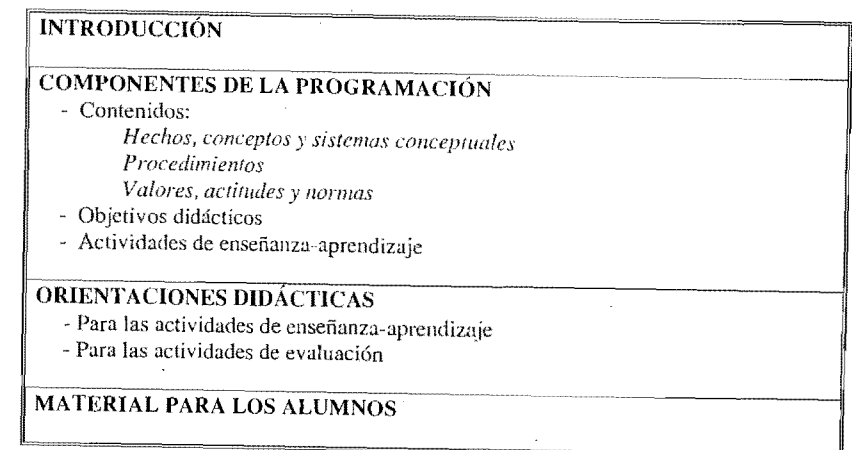 INTRODUCCIÓN
COMPONENTES DE LA PROGRAMACIÓN
- Contenidos:
Hechos, conceptos y sistemas conceptuales
Procedimientos
Valores, actitudes y normas
- Objetivos didácticos
- Actividades de enseñanza-aprendizaje
ORIENTACIONES DIDÁCTICAS
- Para las actividades de enseñanza-aprendizaje
- Para las actividades de evaluación
MATERIAL PARA LOS ALUMNOS